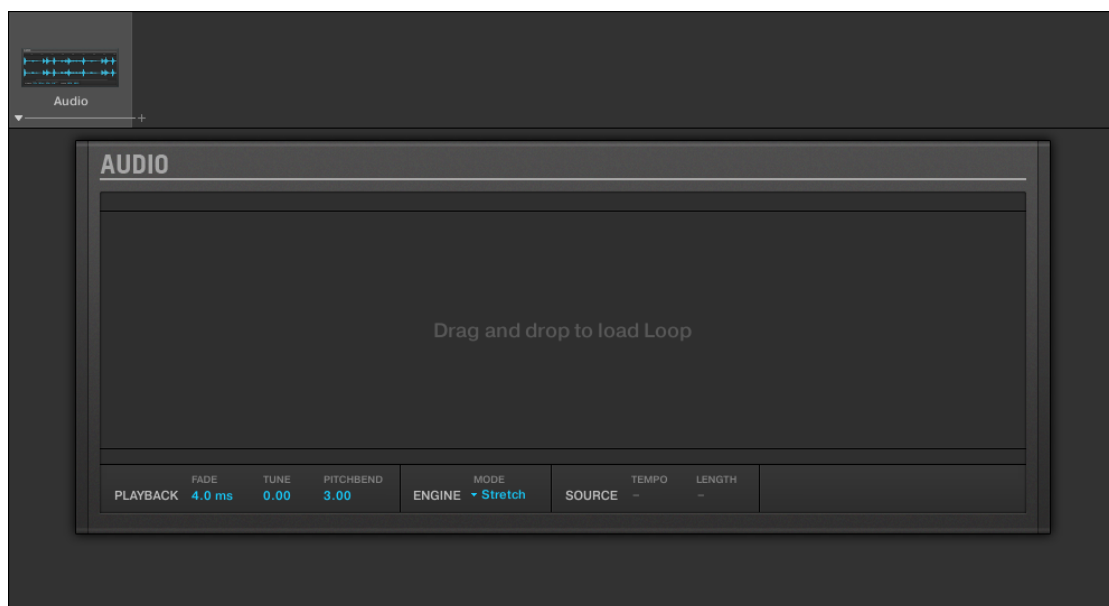 Audio
AUDIO
Drag and drop to load Loop
FADE TUNE PITCHBEND MODE TEMPO LENGTH
PLAYBACK 4.0 ms 0.00 3.00 ENGINE Stretch SOURCE – –